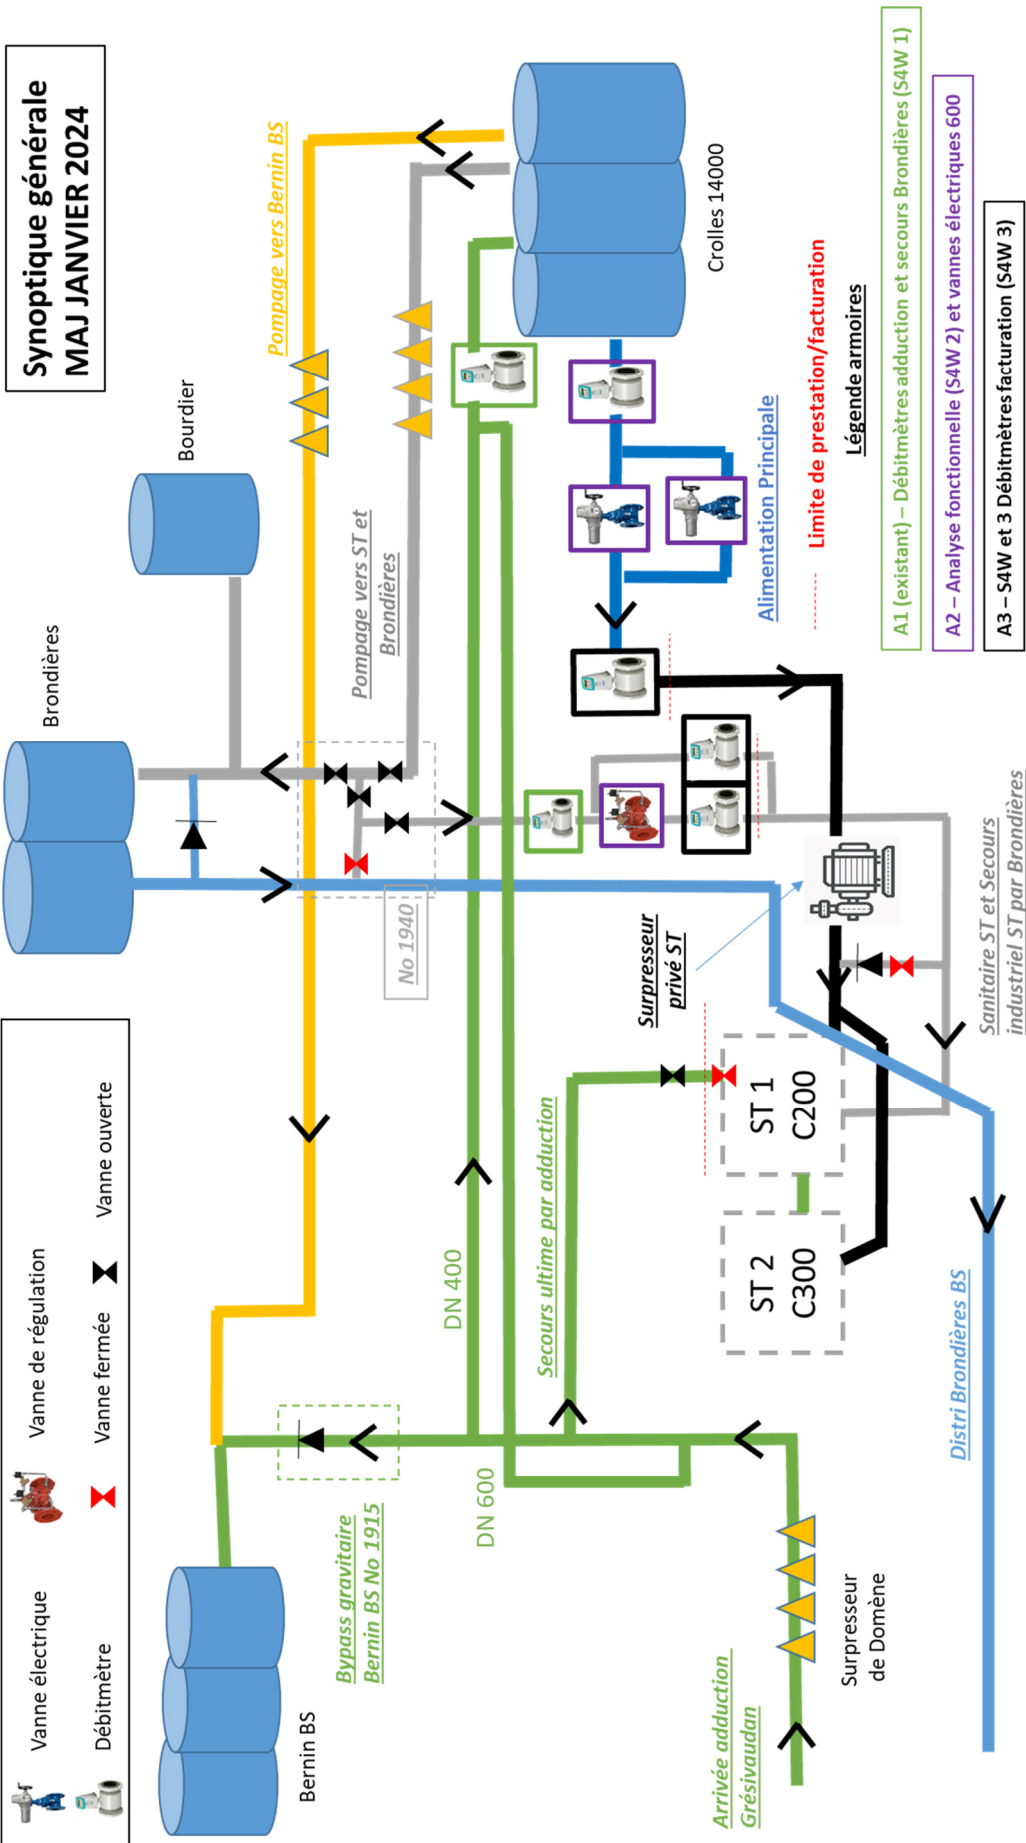 Synoptique générale
MAJ JANVIER 2024
Vanne électrique
Vanne de régulation
Débitmètre
Vanne fermée
Vanne ouverte
Brondières
Bourdier
Bernin BS
Pompage vers Bernin BS
Bypass gravitaire
Bernin BS No 1915
No 1940
Pompage vers ST et
Brondières
DN 400
DN 600
Crolles 14000
Secours ultime par adduction
Surpresseur
privé ST
Alimentation Principale
ST 2
C300
ST 1
C200
Arrivée adduction
Grésivaudan
Surpresseur
de Domène
Distri Brondières BS
Sanitaire ST et Secours
industriel ST par Brondières
Limite de prestation/facturation
Légende armoires
A1 (existant) – Débitmètres adduction et secours Brondières (S4W 1)
A2 – Analyse fonctionnelle (S4W 2) et vannes électriques 600
A3 – S4W et 3 Débitmètres facturation (S4W 3)